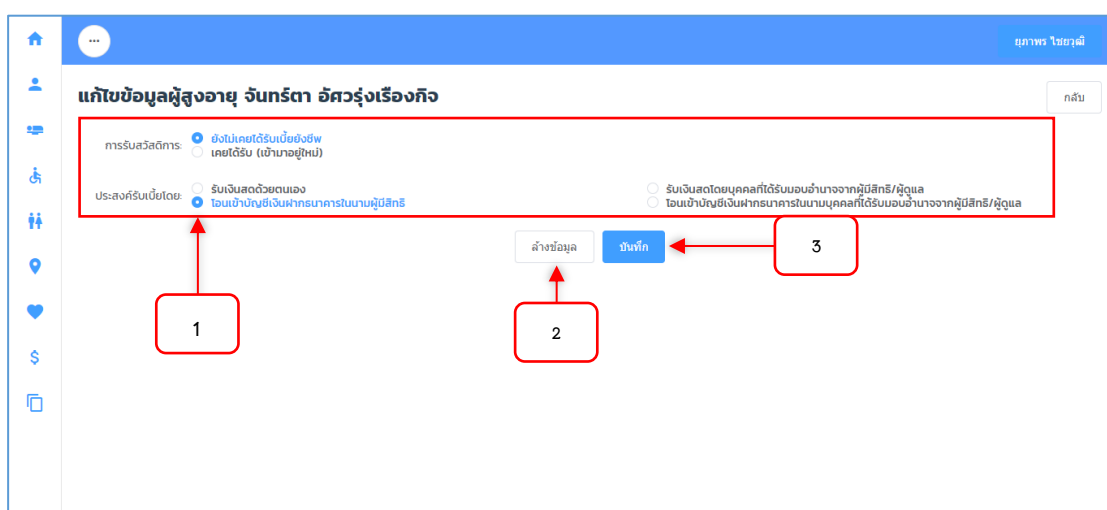 ...
ยุภาพร ไชยวุฒิ
แก้ไขข้อมูลผู้สูงอายุ จันทร์ตา อัศวรุ่งเรืองกิจ
กลับ
การรับสวัสดิการ:
ยังไม่เคยได้รับเบี้ยยังชีพ
เคยได้รับ (เข้ามาอยู่ใหม่)
ประสงค์รับเบี้ยโดย:
รับเงินสดด้วยตนเอง
รับเงินสดโดยบุคคลที่ได้รับมอบอำนาจจากผู้มีสิทธิ/ผู้ดูแล
โอนเข้าบัญชีเงินฝากธนาคารในนามผู้มีสิทธิ
โอนเข้าบัญชีเงินฝากธนาคารในนามบุคคลที่ได้รับมอบอำนาจจากผู้มีสิทธิ/ผู้ดูแล
ล้างข้อมูล
บันทึก
3
1
2